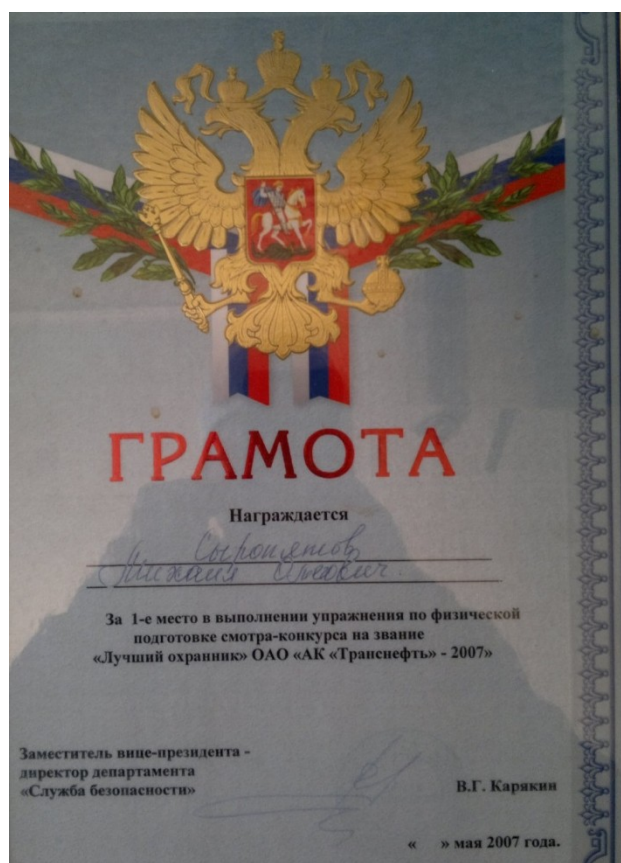 ГРАМОТА
Награждается
Сыропятов
Михаил
За 1-е место в выполнении упражнения по физической
подготовке смотра-конкурса на звание
«Лучший охранник» ОАО «АК «Транснефть» - 2007»
Заместитель вице-президента -
директор департамента
«Служба безопасности»
В.Г. Карякин
« » мая 2007 года.